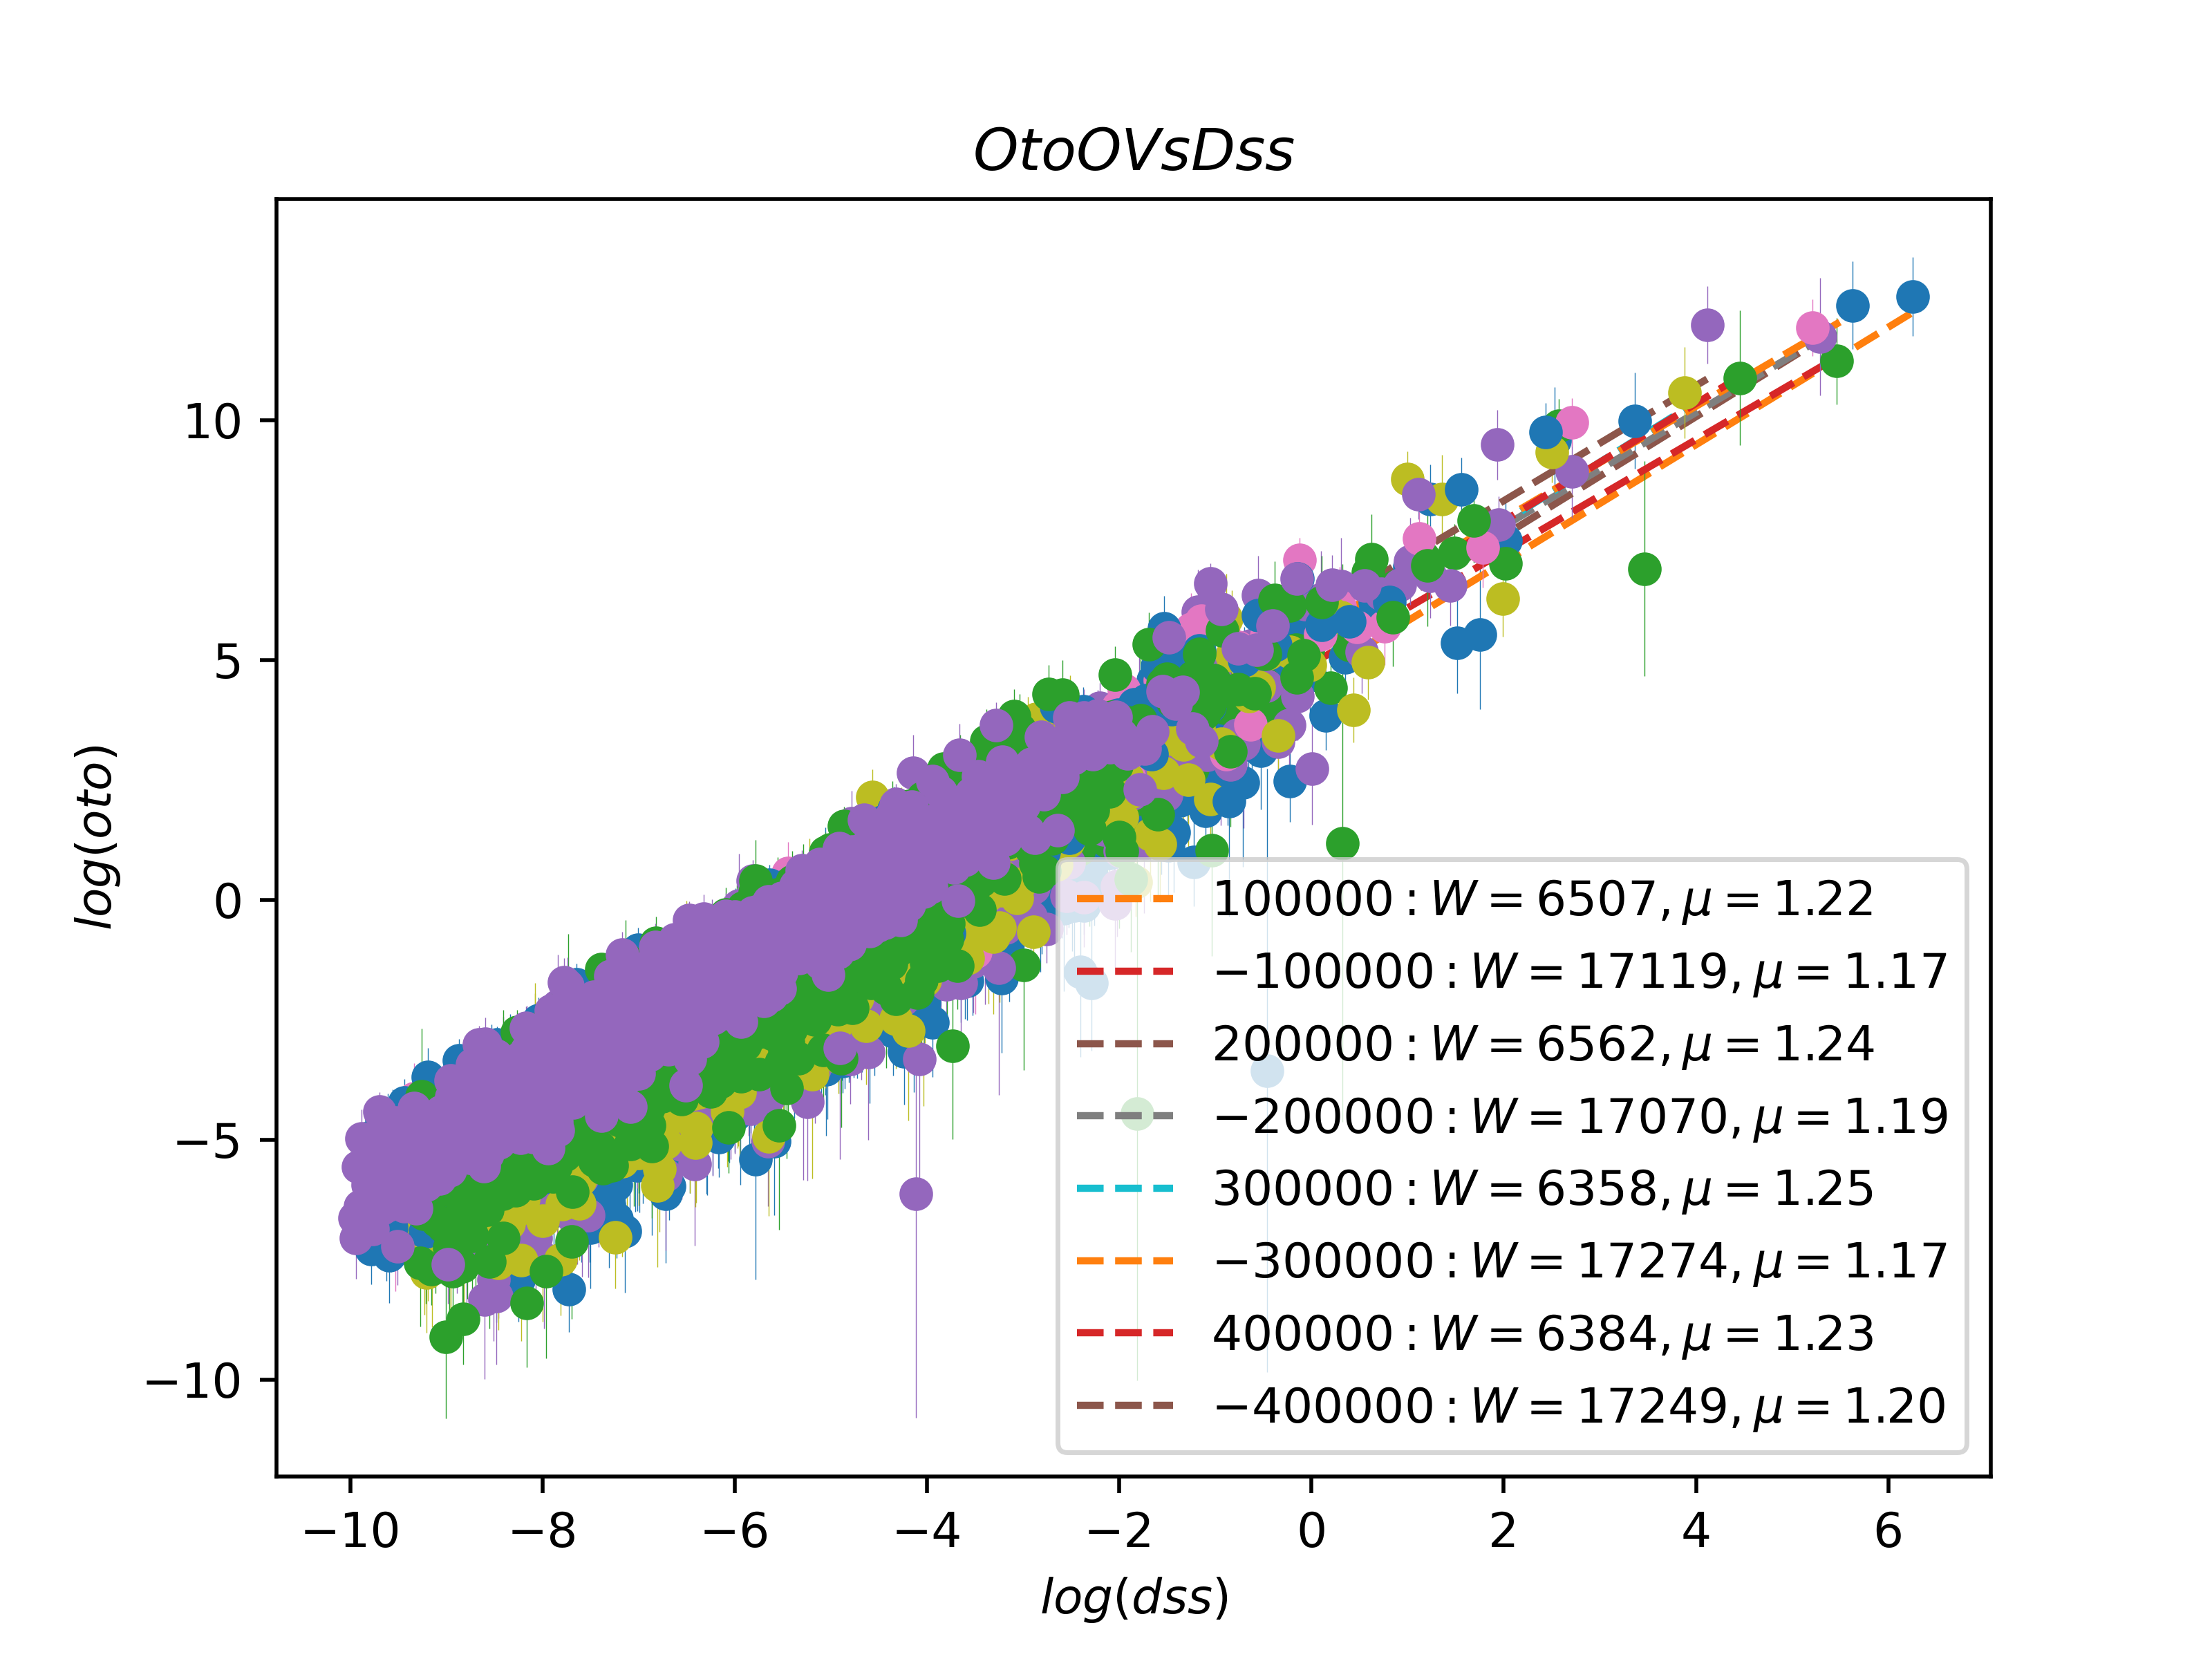 OtoOVsDss
log(oto)
10
5
0
−5
−10
100000 : W = 6507, μ = 1.22
−100000 : W = 17119, μ = 1.17
200000 : W = 6562, μ = 1.24
−200000 : W = 17070, μ = 1.19
300000 : W = 6358, μ = 1.25
−300000 : W = 17274, μ = 1.17
400000 : W = 6384, μ = 1.23
−400000 : W = 17249, μ = 1.20
−10 −8 −6 −4 −2 0 2 4 6
log(dss)